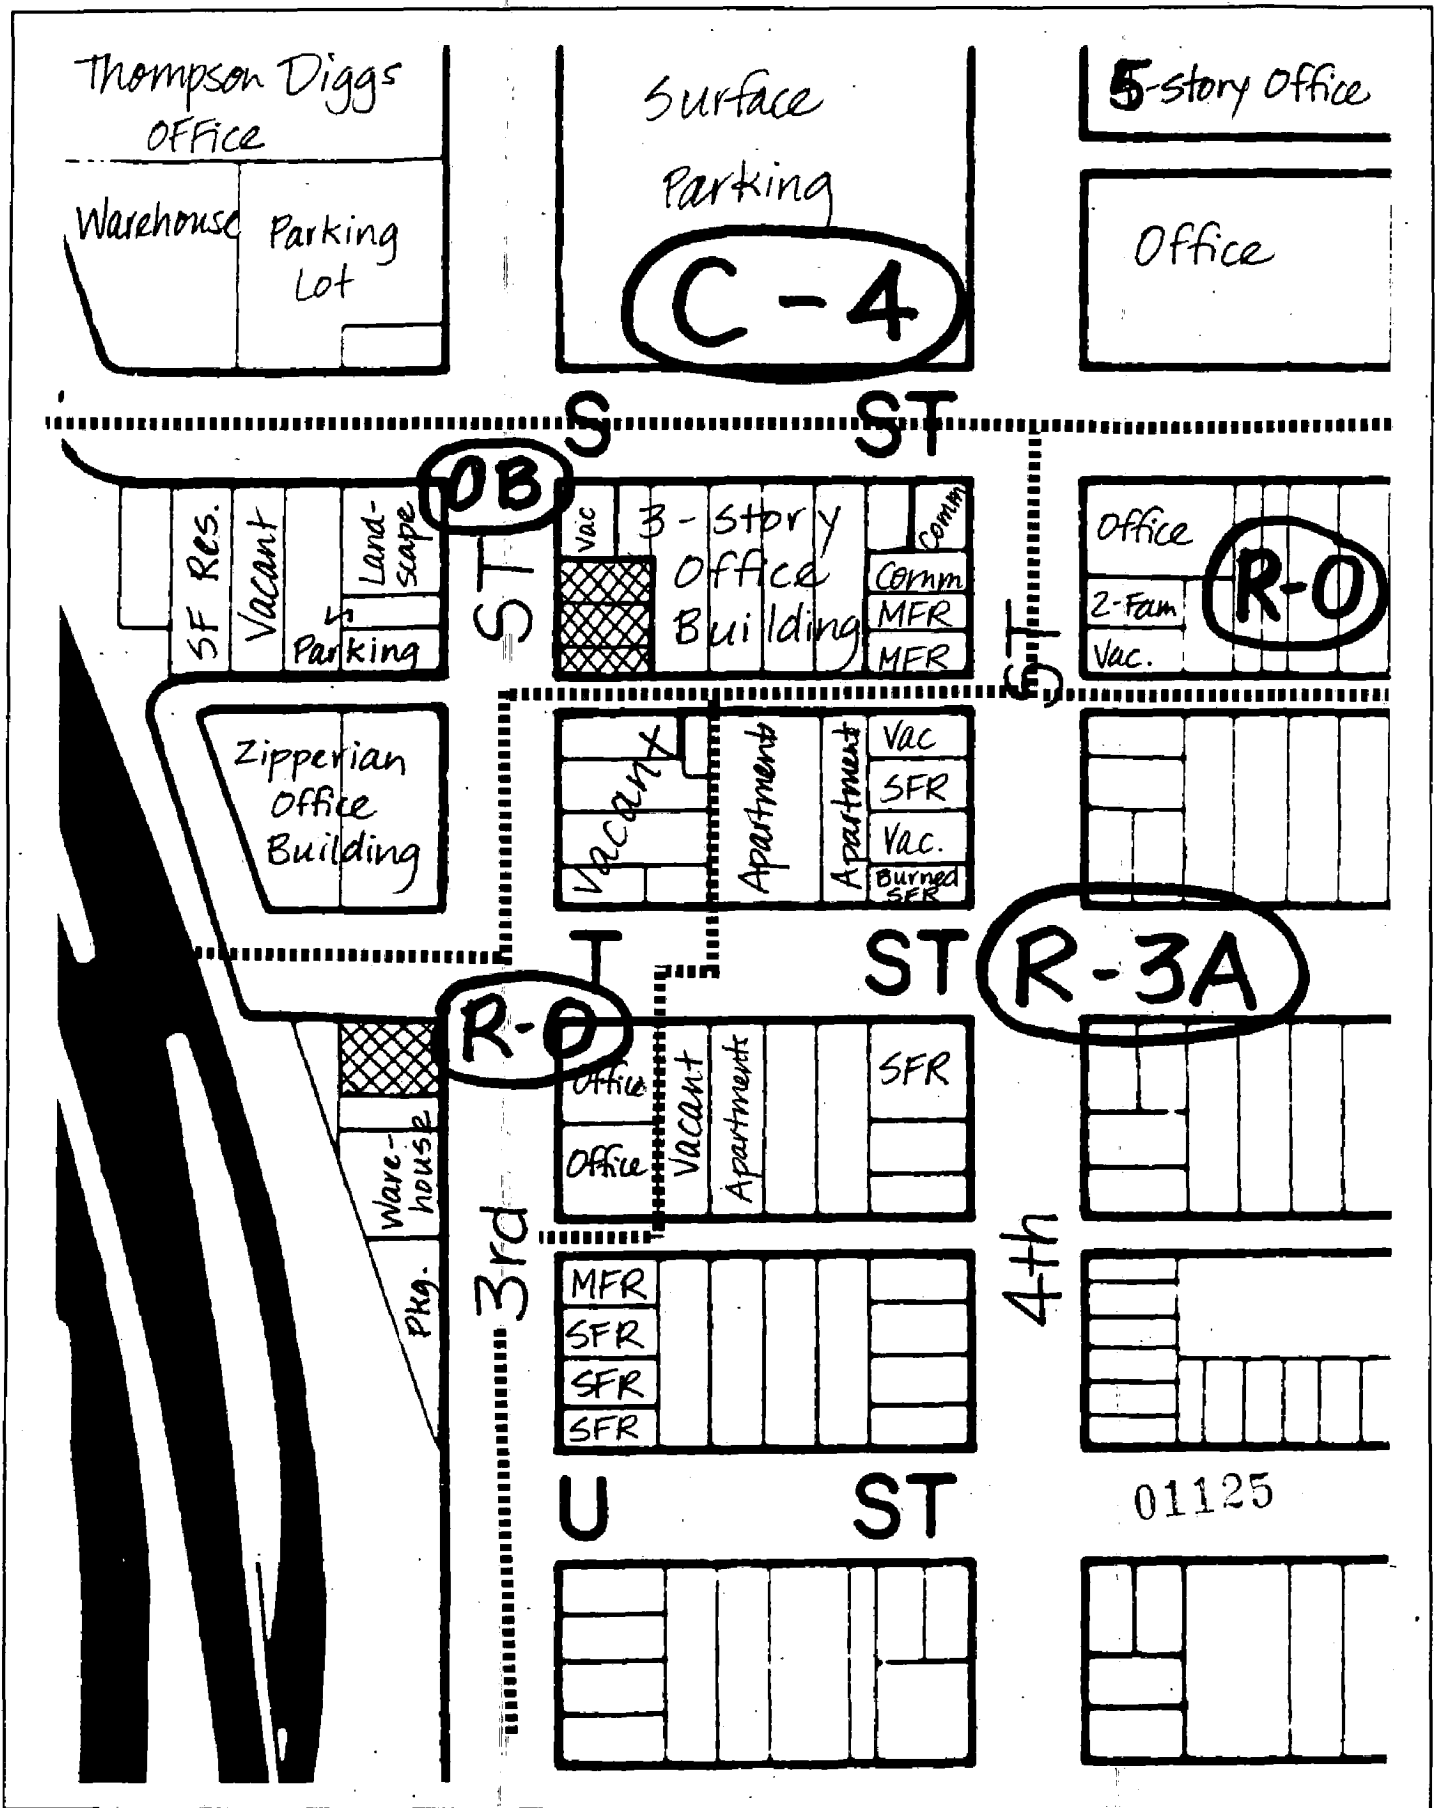 Thompson Diggs
Office
Surface
Parking
5-story Office
Warehouse
Parking
Lot
Office
C-4
S ST
OB
SF Res.
Vacant
Land-
scape
Parking
ST
Vac
3-Story
Office
Building
Comm
Comm
MFR
MFR
ST
Office
2-Fam
Vac.
R-O
Zipperian
Office
Building
Vacant
Apartments
Apartment
Vac
SFR
Vac.
Burned
SFR
T ST
R-3A
R-O
Office
Office
Vacant
Apartments
SFR
Ware-
house
Pkg.
3rd
4th
MFR
SFR
SFR
SFR
U ST
01125